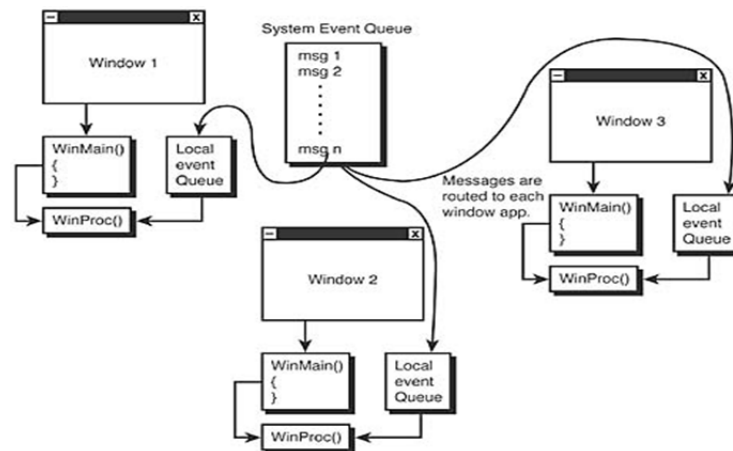 System Event Queue
msg 1
msg 2
msg n
Window 1
WinMain()
{
}
Local
event
Queue
WinProc()
Window 3
Messages are
routed to each
window app.
WinMain()
{
}
Local
event
Queue
WinProc()
Window 2
WinMain()
{
}
Local
event
Queue
WinProc()